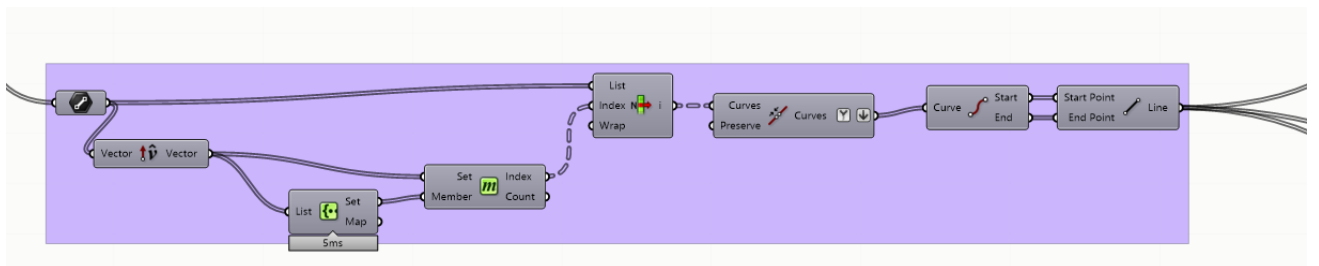 List
Index N i
Wrap
Curves
Preserve
Curves
Curve
Start
End
Start Point
End Point
Line
Vector
Vector
Set
Member
Index
Count
List
Set
Map
m
5ms